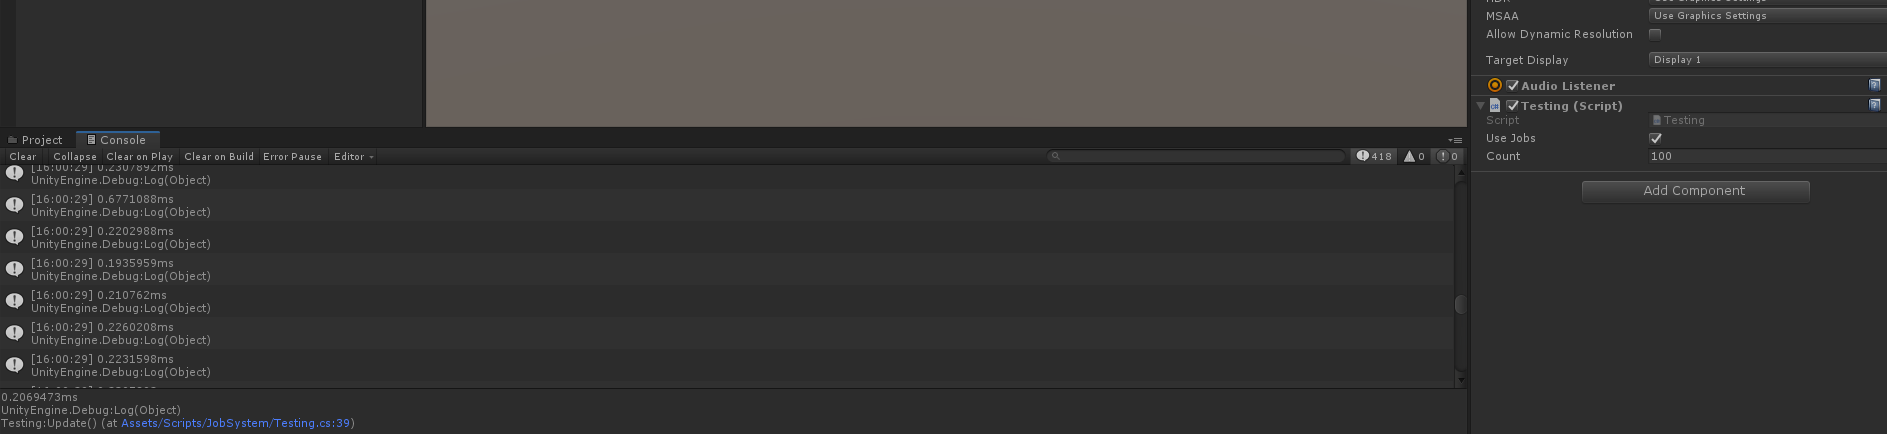 MSAA
Use Graphics Settings
Allow Dynamic Resolution
Target Display
Display 1
Audio Listener
Testing (Script)
Script
Testing
Use Jobs
Count
100
Add Component
Project
Console
Clear
Collapse
Clear on Play
Clear on Build
Error Pause
Editor
418
0
0
[16:00:29] 0.2307892ms
UnityEngine.Debug:Log(Object)
[16:00:29] 0.6771088ms
UnityEngine.Debug:Log(Object)
[16:00:29] 0.2202988ms
UnityEngine.Debug:Log(Object)
[16:00:29] 0.1935959ms
UnityEngine.Debug:Log(Object)
[16:00:29] 0.210762ms
UnityEngine.Debug:Log(Object)
[16:00:29] 0.2260208ms
UnityEngine.Debug:Log(Object)
[16:00:29] 0.2231598ms
UnityEngine.Debug:Log(Object)
0.2069473ms
UnityEngine.Debug:Log(Object)
Testing:Update() (at Assets/Scripts/JobSystem/Testing.cs:39)